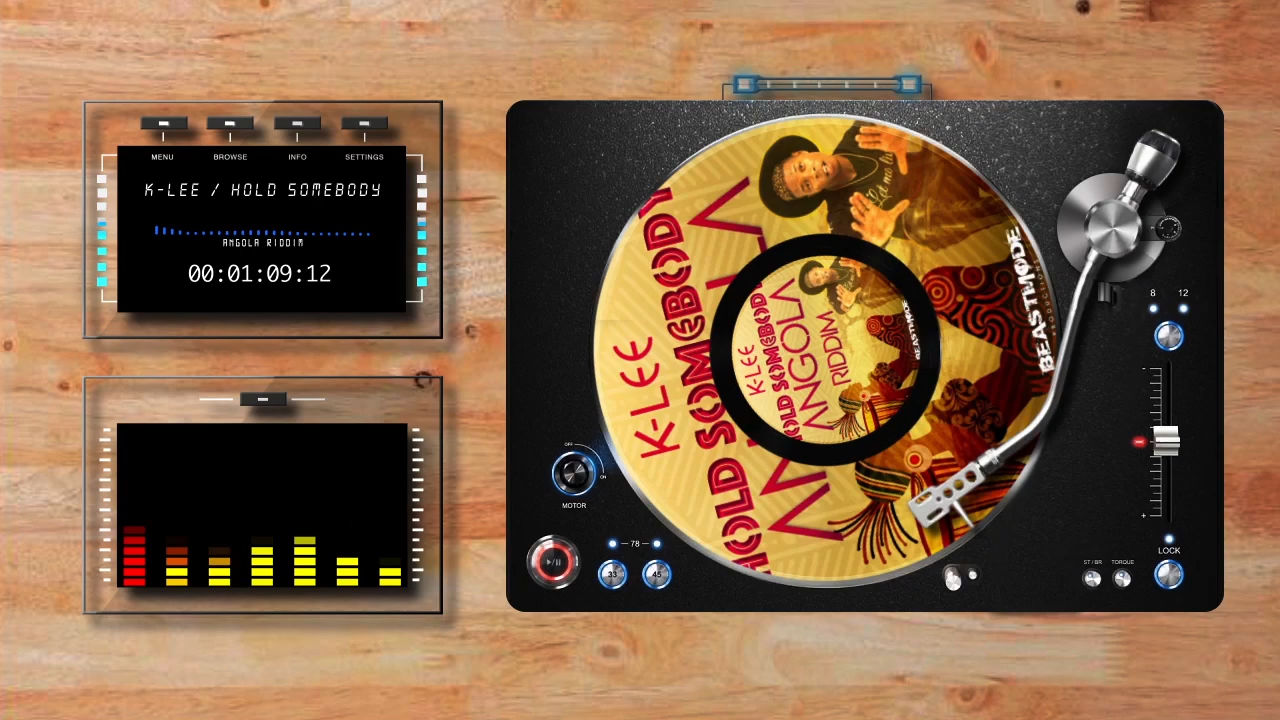 MENU BROWSE INFO SETTINGS
K-LEE / HOLD SOMEBODY
ANGOLA RIDDIM
00:01:09:12
K-LEE
HOLD SOMEBODY
BEASTMODE
PRODUCTIONS
K-LEE
HOLD SOMEBODY
ANGOLA
RIDDIM
BEASTMODE
8 12
OFF
ON
MOTOR
78
33 45
- 
+
LOCK
ST / BR TORQUE